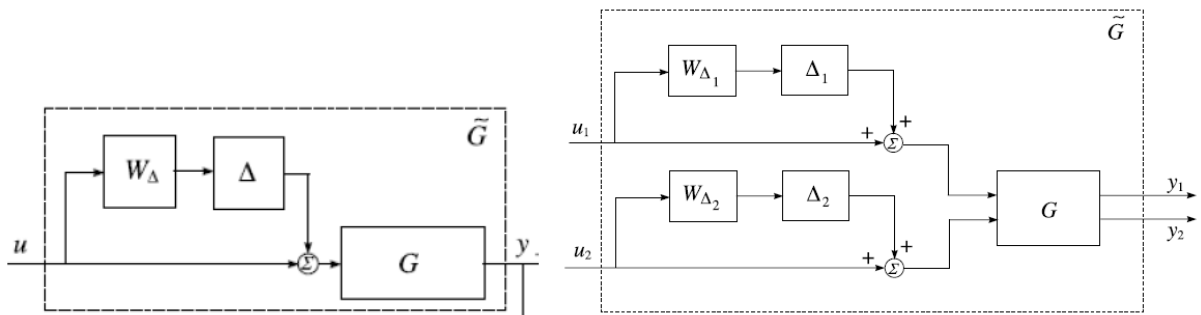 G̃
W_Δ Δ
Σ
u G y
G̃
W_Δ₁ Δ₁
+
u₁ + Σ
W_Δ₂ Δ₂
G y₁
y₂
+
u₂ + Σ